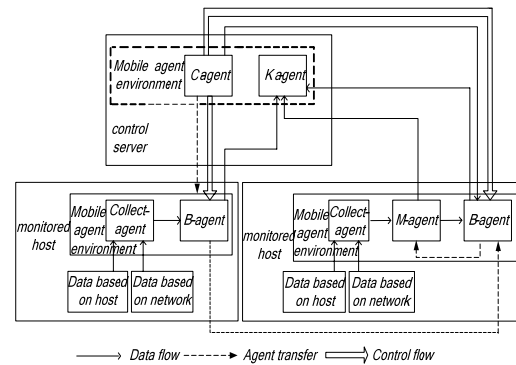 Mobile agent
environment
Cagent
K-agent
control
server
monitored
host
Mobile
agent
environment
Collect-
agent
B-agent
Data based
on host
Data based
on network
monitored
host
Mobile
agent
environment
Collect-
agent
M-agent
B-agent
Data based
on host
Data based
on network
Data flow
Agent transfer
Control flow